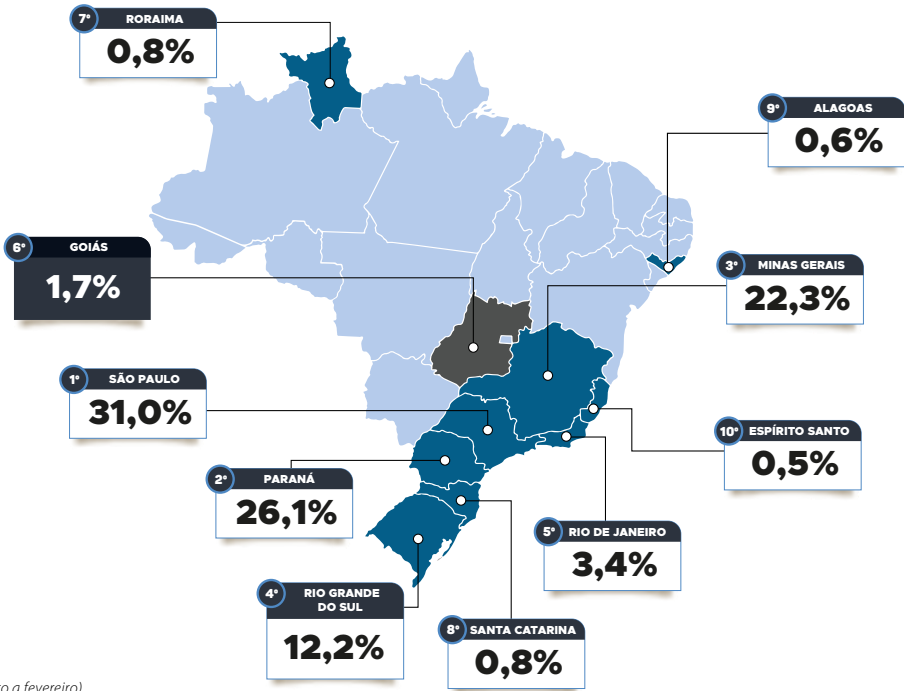 7º RORAIMA
0,8%
9º ALAGOAS
0,6%
6º GOIÁS
1,7%
3º MINAS GERAIS
22,3%
1º SÃO PAULO
31,0%
10º ESPÍRITO SANTO
0,5%
2º PARANÁ
26,1%
5º RIO DE JANEIRO
3,4%
4º RIO GRANDE
DO SUL
12,2%
8º SANTA CATARINA
0,8%
a fevereiro)